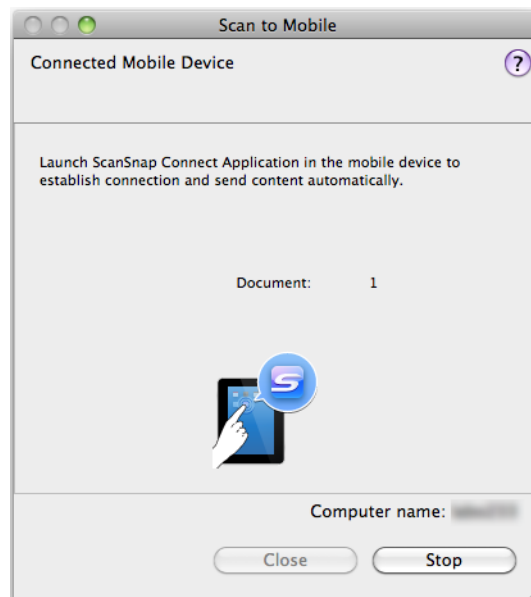 Scan to Mobile
Connected Mobile Device
?
Launch ScanSnap Connect Application in the mobile device to
establish connection and send content automatically.
Document: 1
S
Computer name:
Close Stop